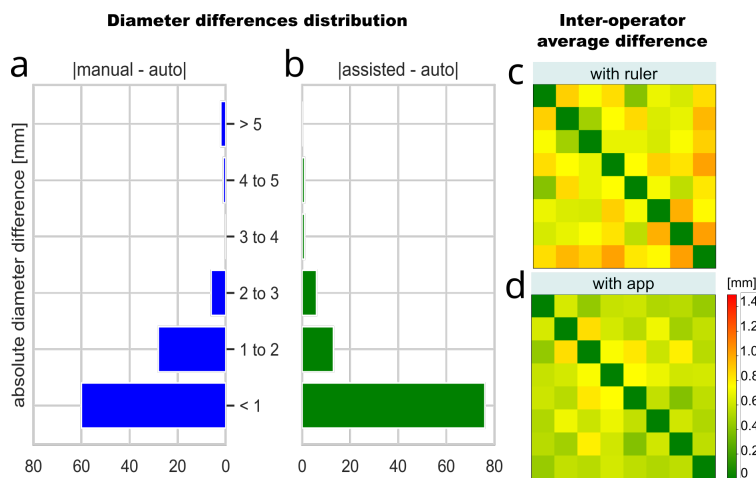 Diameter differences distribution
Inter-operator
average difference
a
|manual - auto|
b
|assisted - auto|
c
with ruler
absolute diameter difference [mm]
> 5
4 to 5
3 to 4
2 to 3
1 to 2
< 1
80 60 40 20 0
0 20 40 60 80
d
with app
[mm]
1.4
1.2
1.0
0.8
0.6
0.4
0.2
0